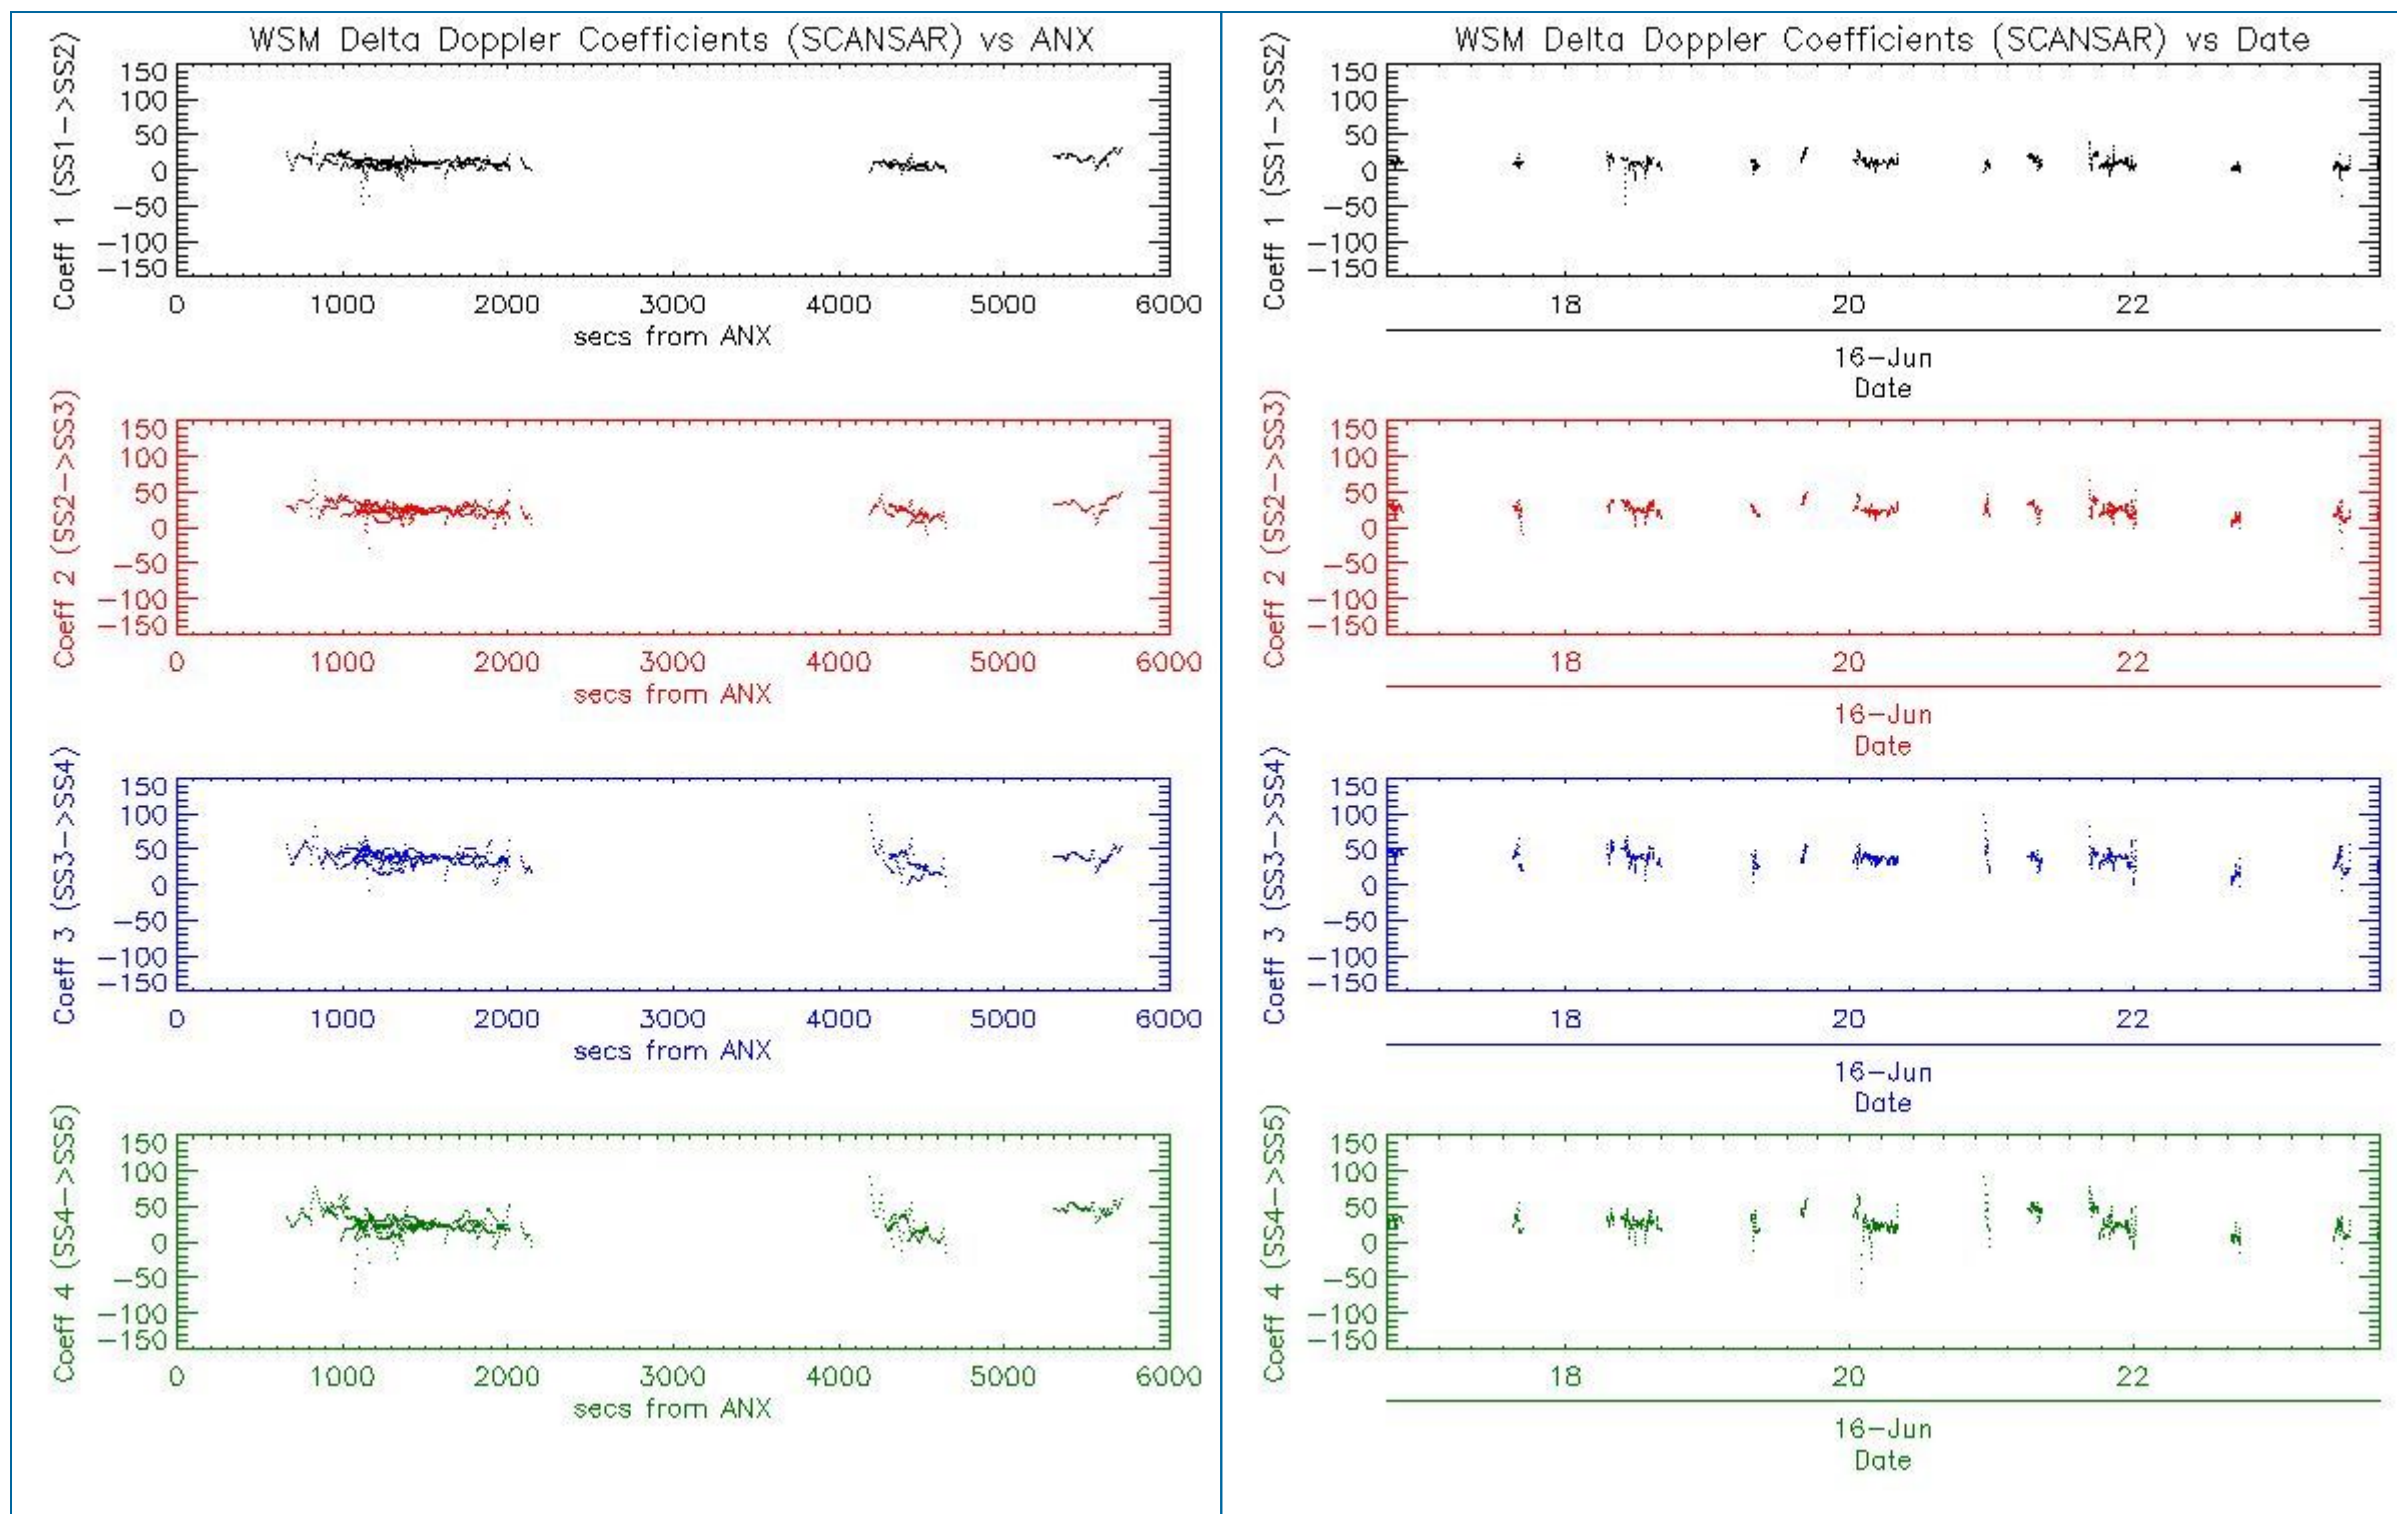 WSM Delta Doppler Coefficients (SCANSAR) vs ANX
Coeff 1 (SS1->SS2)
150
100
50
0
-50
-100
-150
0 1000 2000 3000 4000 5000 6000
secs from ANX
Coeff 2 (SS2->SS3)
150
100
50
0
-50
-100
-150
0 1000 2000 3000 4000 5000 6000
secs from ANX
Coeff 3 (SS3->SS4)
150
100
50
0
-50
-100
-150
0 1000 2000 3000 4000 5000 6000
secs from ANX
Coeff 4 (SS4->SS5)
150
100
50
0
-50
-100
-150
0 1000 2000 3000 4000 5000 6000
secs from ANX
WSM Delta Doppler Coefficients (SCANSAR) vs Date
Coeff 1 (SS1->SS2)
150
100
50
0
-50
-100
-150
18 20 22
16-Jun
Date
Coeff 2 (SS2->SS3)
150
100
50
0
-50
-100
-150
18 20 22
16-Jun
Date
Coeff 3 (SS3->SS4)
150
100
50
0
-50
-100
-150
18 20 22
16-Jun
Date
Coeff 4 (SS4->SS5)
150
100
50
0
-50
-100
-150
18 20 22
16-Jun
Date